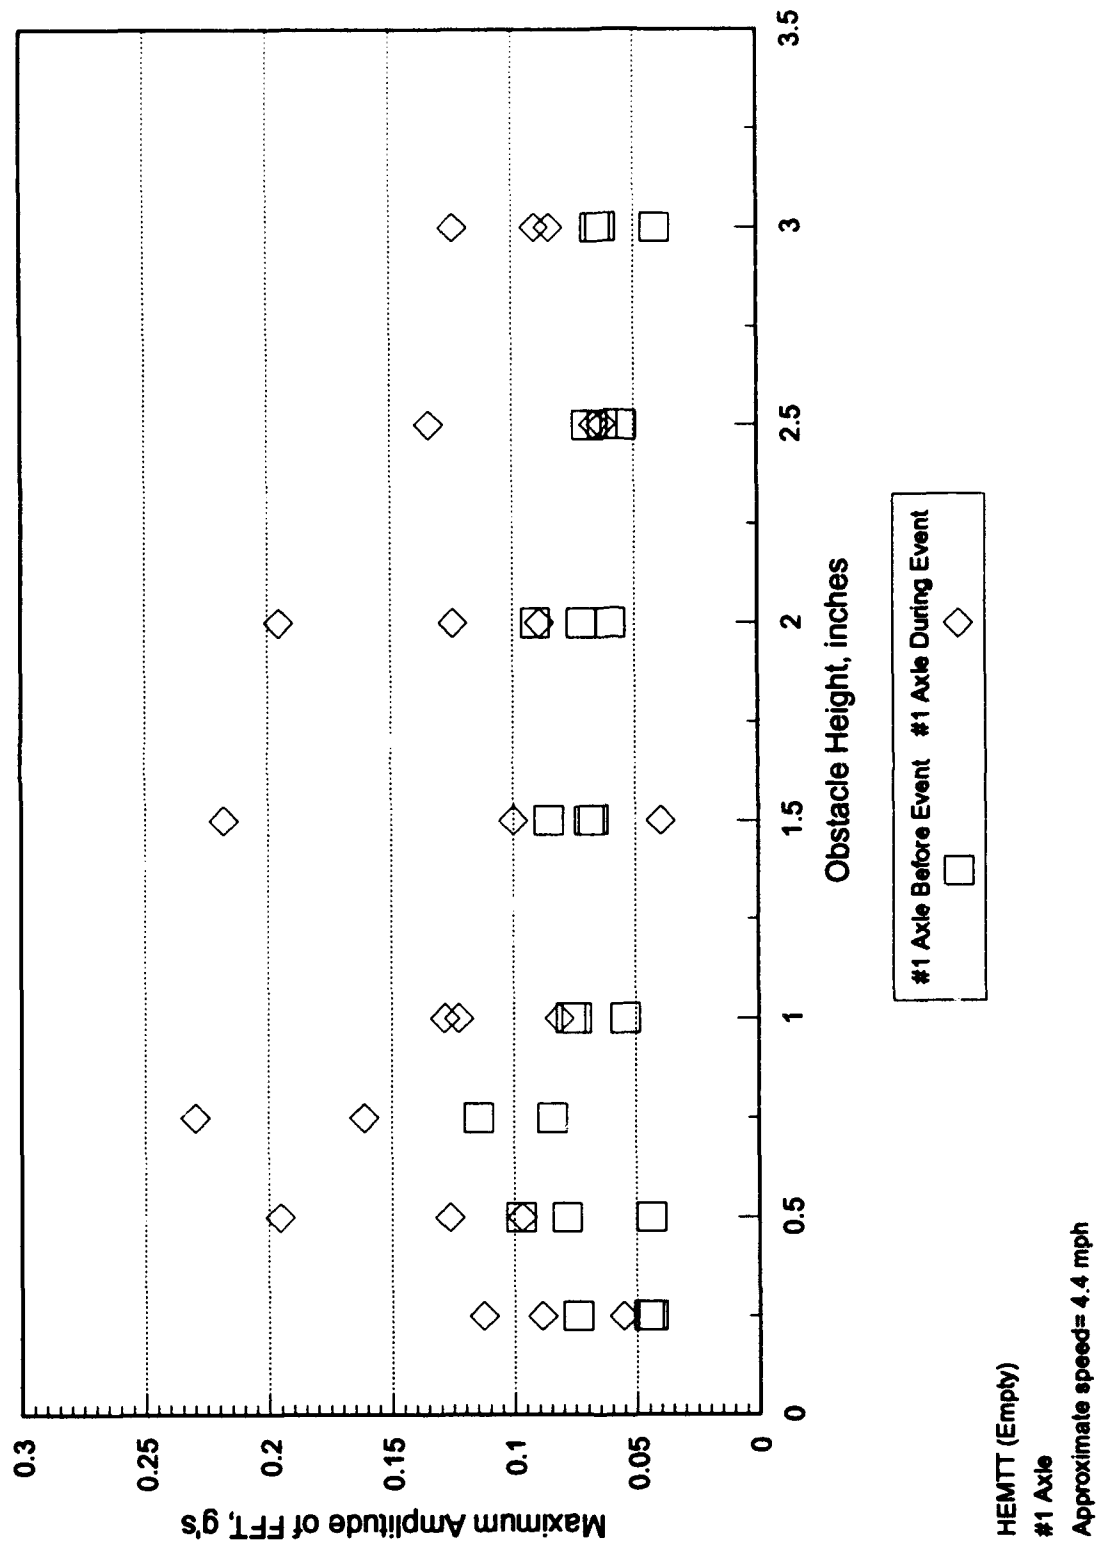 Maximum Amplitude of FFT, g's
0.3
0.25
0.2
0.15
0.1
0.05
0
0 0.5 1 1.5 2 2.5 3 3.5
Obstacle Height, inches
#1 Axle Before Event #1 Axle During Event
HEMTT (Empty)
#1 Axle
Approximate speed= 4.4 mph